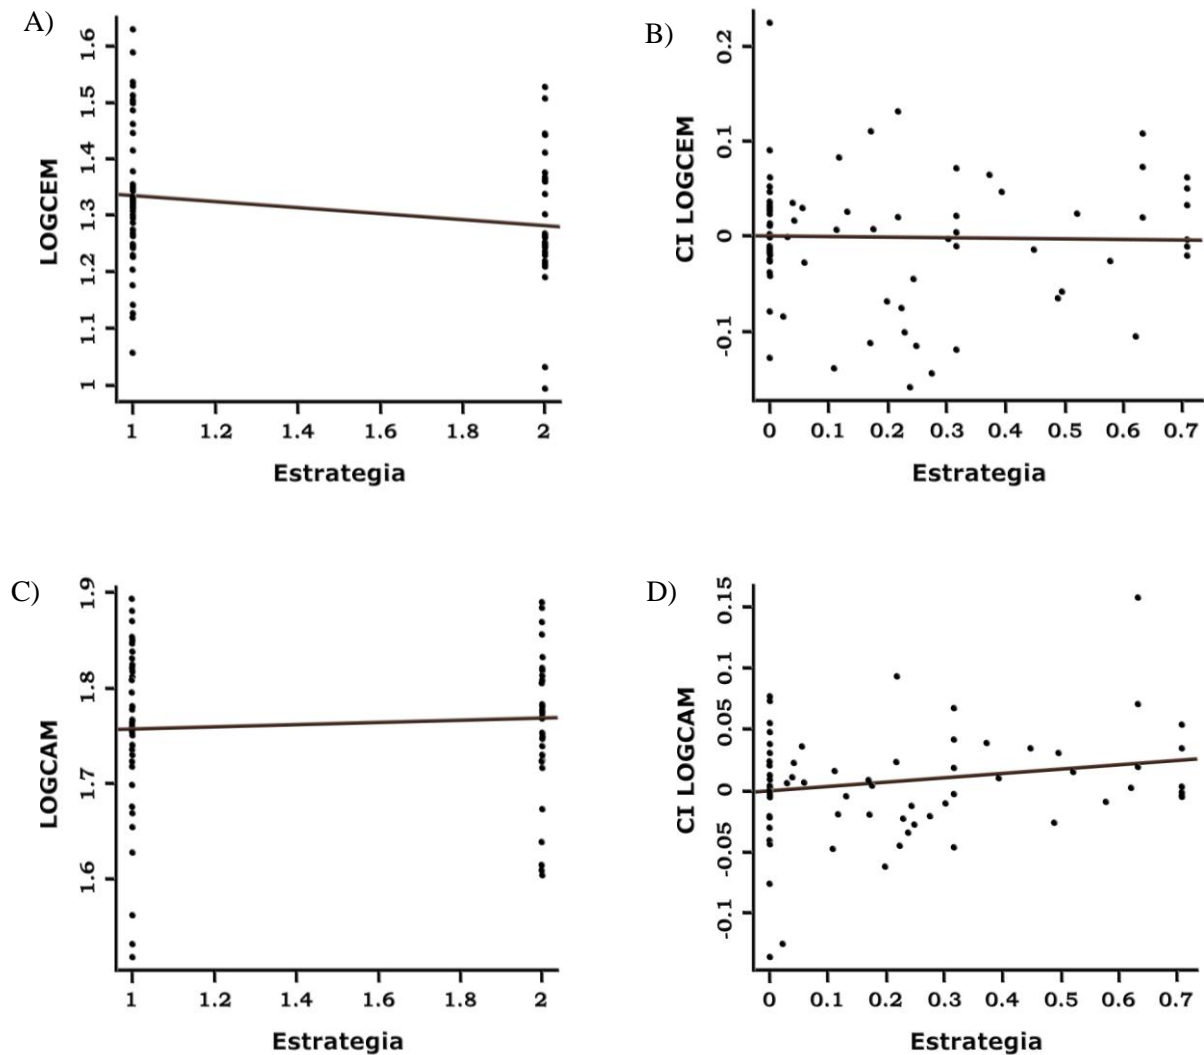 A)
LOGCEM
1.6
1.5
1.4
1.3
1.2
1.1
1
1 1.2 1.4 1.6 1.8 2
Estrategia
B)
CI LOGCEM
0.2
0.1
0
-0.1
0 0.1 0.2 0.3 0.4 0.5 0.6 0.7
Estrategia
C)
LOGCAM
1.9
1.8
1.7
1.6
1 1.2 1.4 1.6 1.8 2
Estrategia
D)
CI LOGCAM
0.15
0.1
0.05
0
-0.05
-0.1
0 0.1 0.2 0.3 0.4 0.5 0.6 0.7
Estrategia